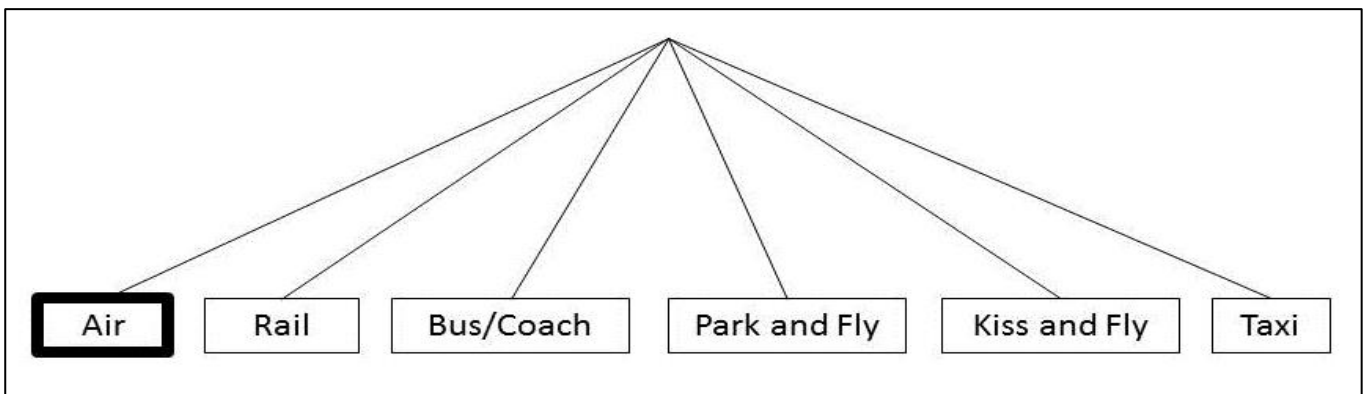 Air
Rail
Bus/Coach
Park and Fly
Kiss and Fly
Taxi